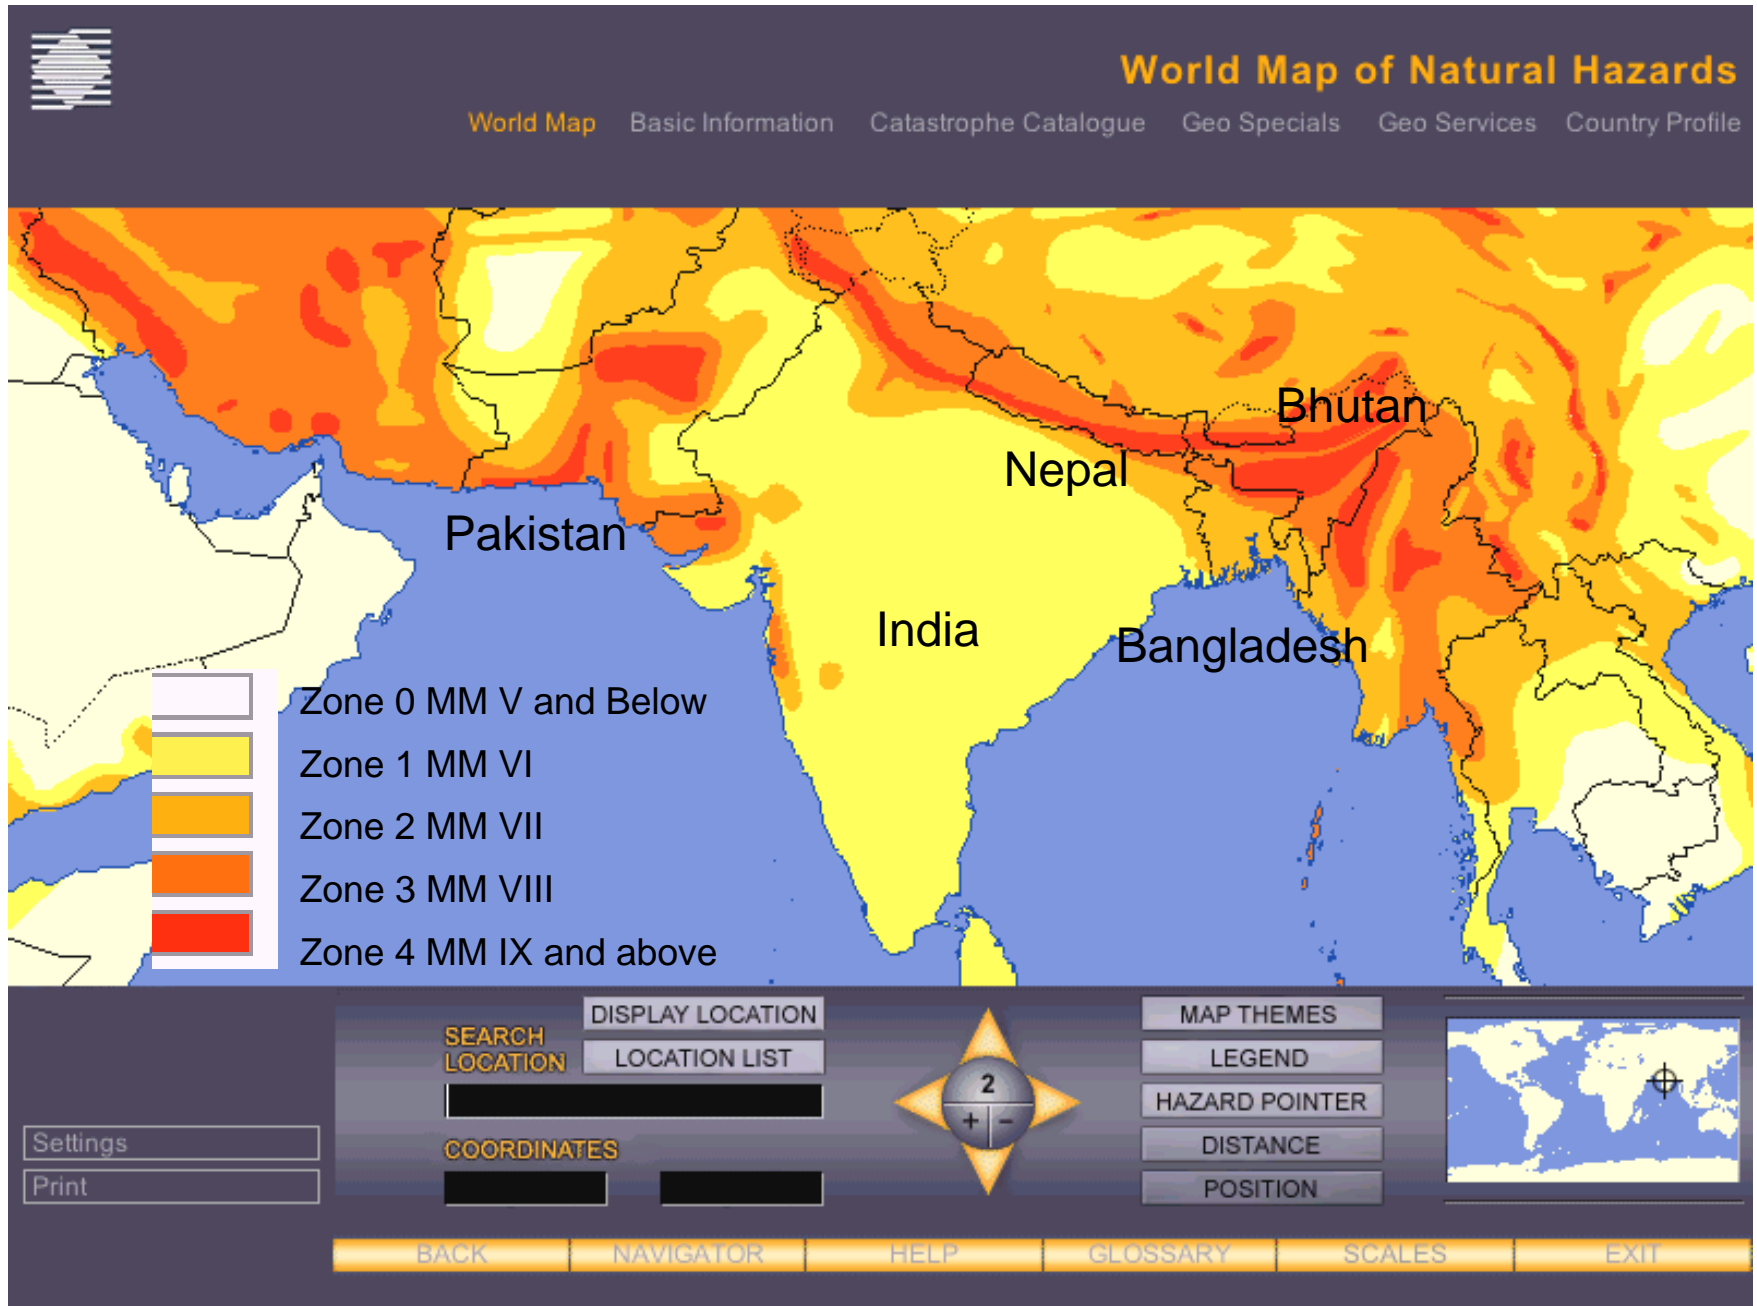 World Map of Natural Hazards
World Map Basic Information Catastrophe Catalogue Geo Specials Geo Services Country Profile
Bhutan
Nepal
Pakistan
India
Bangladesh
Zone 0 MM V and Below
Zone 1 MM VI
Zone 2 MM VII
Zone 3 MM VIII
Zone 4 MM IX and above
Settings
Print
SEARCH
LOCATION
DISPLAY LOCATION
LOCATION LIST
COORDINATES
2
+ −
MAP THEMES
LEGEND
HAZARD POINTER
DISTANCE
POSITION
BACK NAVIGATOR HELP GLOSSARY SCALES EXIT